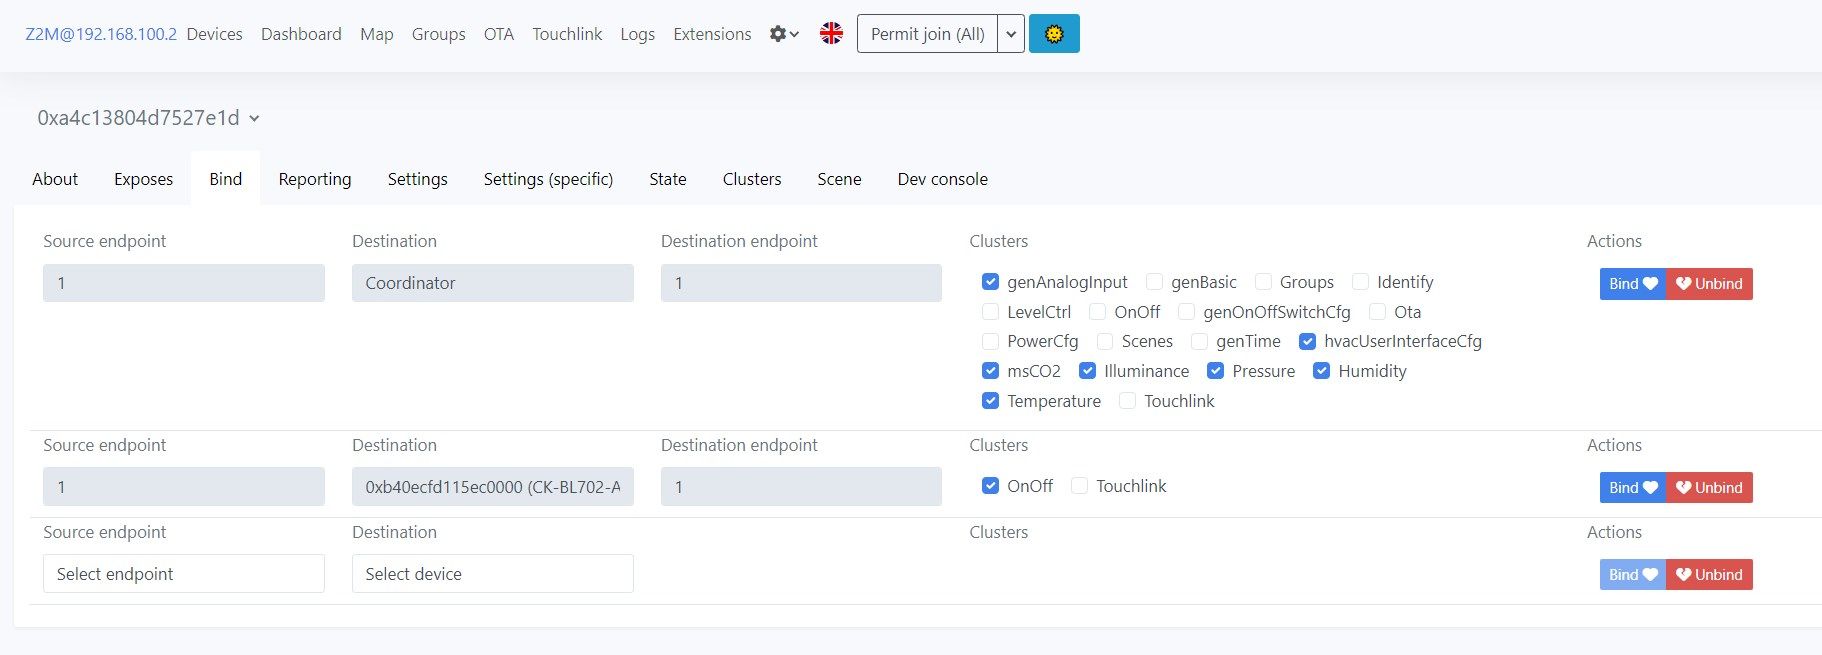 Z2M@192.168.100.2 Devices Dashboard Map Groups OTA Touchlink Logs Extensions Permit join (All)
0xa4c13804d7527e1d
About Exposes Bind Reporting Settings Settings (specific) State Clusters Scene Dev console
Source endpoint Destination Destination endpoint Clusters Actions
1 Coordinator 1 genAnalogInput genBasic Groups Identify Bind Unbind
LevelCtrl OnOff genOnOffSwitchCfg Ota
PowerCfg Scenes genTime hvacUserInterfaceCfg
msCO2 Illuminance Pressure Humidity
Temperature Touchlink
Source endpoint Destination Destination endpoint Clusters Actions
1 0xb40ecfd115ec0000 (CK-BL702-A 1 OnOff Touchlink Bind Unbind
Source endpoint Destination Clusters Actions
Select endpoint Select device Bind Unbind